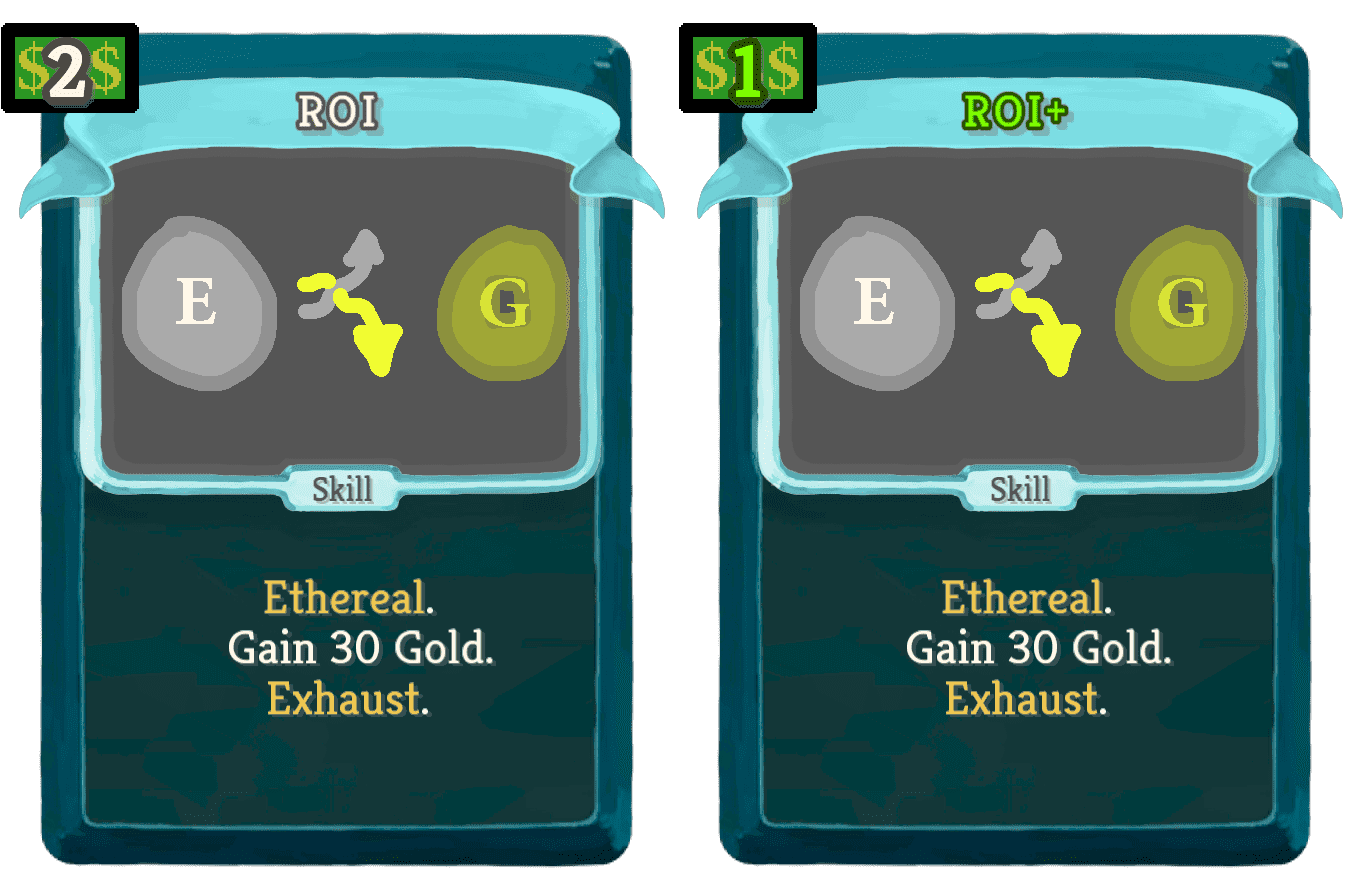 $2$
ROI
E
G
Skill
Ethereal.
Gain 30 Gold.
Exhaust.
$1$
ROI+
E
G
Skill
Ethereal.
Gain 30 Gold.
Exhaust.